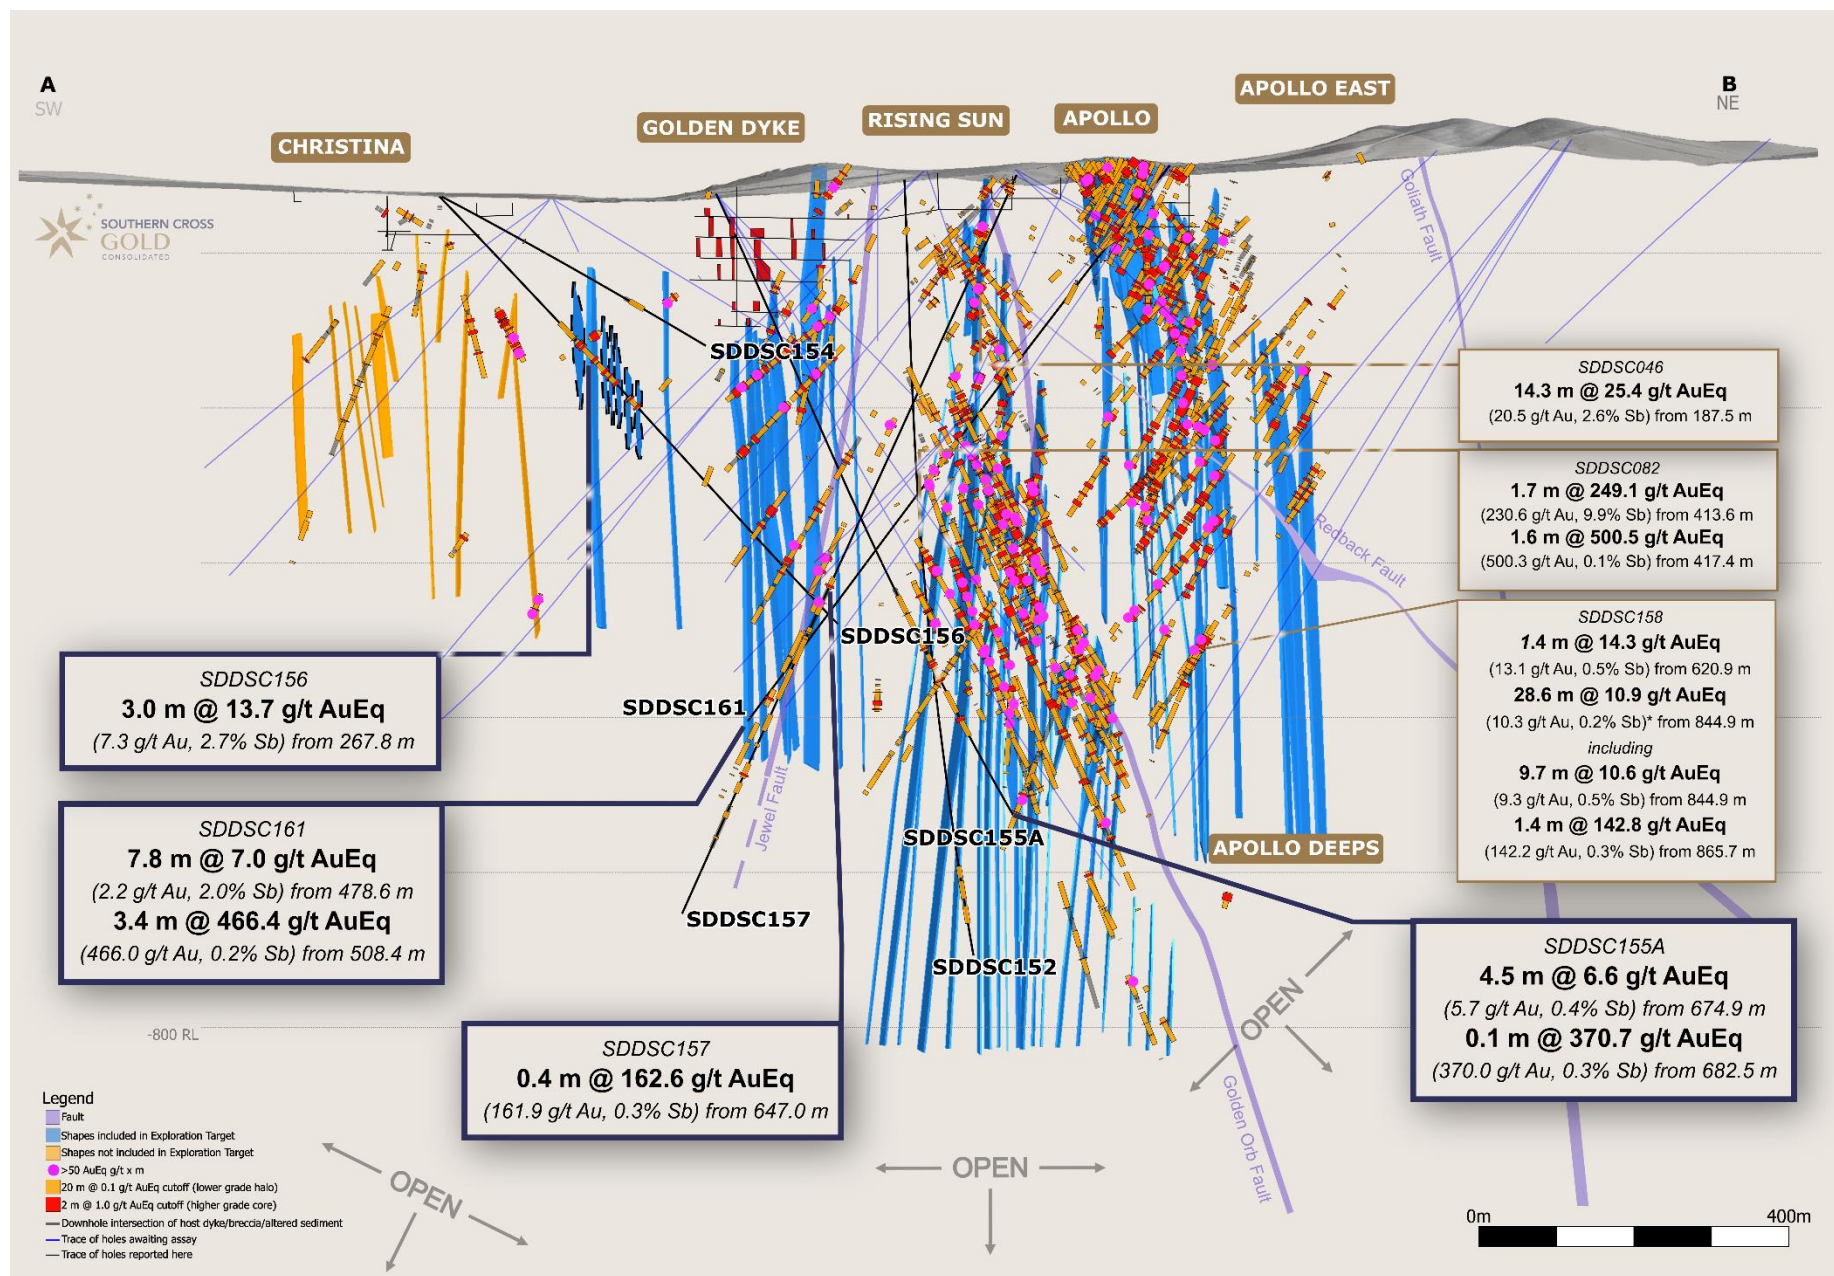 A
SW
B
NE
CHRISTINA
GOLDEN DYKE
RISING SUN
APOLLO
APOLLO EAST
SOUTHERN CROSS
GOLD
CONSOLIDATED
Goliath Fault
SDDSC154
SDDSC046
14.3 m @ 25.4 g/t AuEq
(20.5 g/t Au, 2.6% Sb) from 187.5 m
SDDSC082
1.7 m @ 249.1 g/t AuEq
(230.6 g/t Au, 9.9% Sb) from 413.6 m
1.6 m @ 500.5 g/t AuEq
(500.3 g/t Au, 0.1% Sb) from 417.4 m
Redback Fault
SDDSC158
1.4 m @ 14.3 g/t AuEq
(13.1 g/t Au, 0.5% Sb) from 620.9 m
28.6 m @ 10.9 g/t AuEq
(10.3 g/t Au, 0.2% Sb)* from 844.9 m
including
9.7 m @ 10.6 g/t AuEq
(9.3 g/t Au, 0.5% Sb) from 844.9 m
1.4 m @ 142.8 g/t AuEq
(142.2 g/t Au, 0.3% Sb) from 865.7 m
SDDSC156
SDDSC156
3.0 m @ 13.7 g/t AuEq
(7.3 g/t Au, 2.7% Sb) from 267.8 m
SDDSC161
SDDSC161
7.8 m @ 7.0 g/t AuEq
(2.2 g/t Au, 2.0% Sb) from 478.6 m
3.4 m @ 466.4 g/t AuEq
(466.0 g/t Au, 0.2% Sb) from 508.4 m
Jewel Fault
SDDSC155A
APOLLO DEEPS
SDDSC157
SDDSC152
SDDSC155A
4.5 m @ 6.6 g/t AuEq
(5.7 g/t Au, 0.4% Sb) from 674.9 m
0.1 m @ 370.7 g/t AuEq
(370.0 g/t Au, 0.3% Sb) from 682.5 m
OPEN
-800 RL
SDDSC157
0.4 m @ 162.6 g/t AuEq
(161.9 g/t Au, 0.3% Sb) from 647.0 m
Golden Orb Fault
OPEN
OPEN
Legend
Fault
Shapes included in Exploration Target
Shapes not included in Exploration Target
>50 AuEq g/t x m
20 m @ 0.1 g/t AuEq cutoff (lower grade halo)
2 m @ 1.0 g/t AuEq cutoff (higher grade core)
Downhole intersection of host dyke/breccia/altered sediment
Trace of holes awaiting assay
Trace of holes reported here
0m
400m